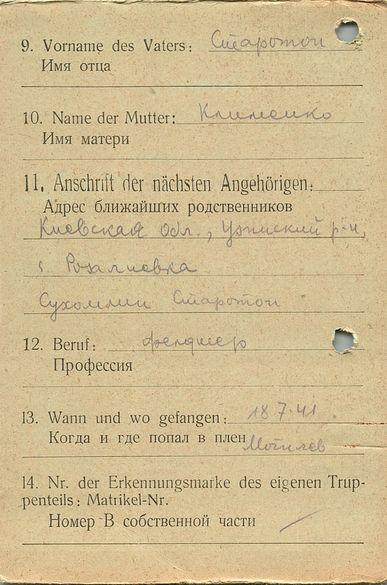 9. Vorname des Vaters: Старотон
Имя отца
10. Name der Mutter: Клименко
Имя матери
11. Anschrift der nächsten Angehörigen:
Адрес ближайших родственников
Киевская обл., р-н,
с Розалиевка
Сухомлин Старотон
12. Beruf: фельдшер
Профессия
13. Wann und wo gefangen: 18 7·41
Когда и где попал в плен Могилев
14. Nr. der Erkennungsmarke des eigenen Trup-
penteils: Matrikel-Nr.
Номер В собственной части —